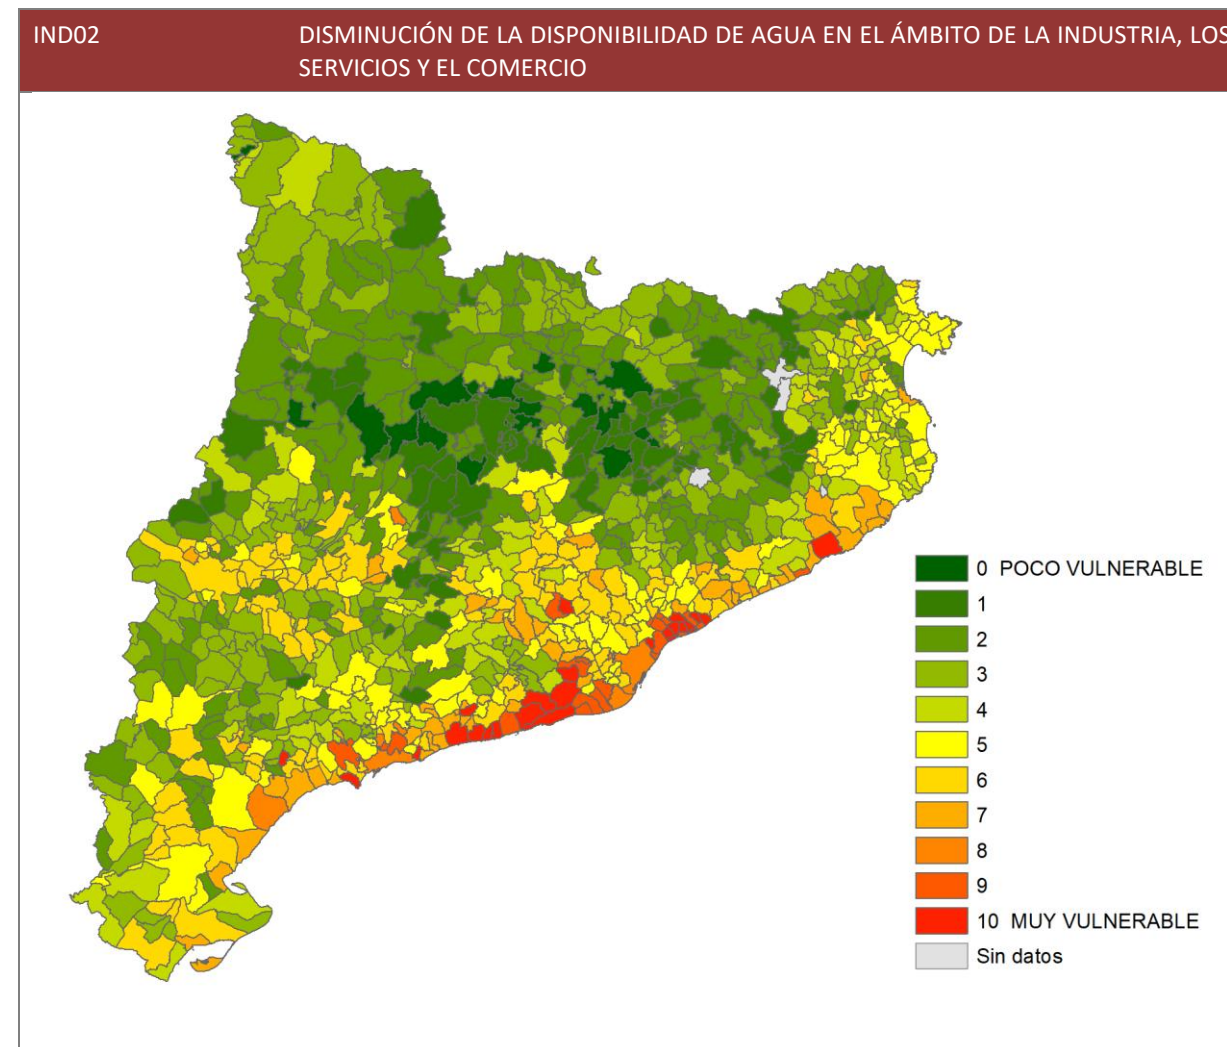 IND02
DISMINUCIÓN DE LA DISPONIBILIDAD DE AGUA EN EL ÁMBITO DE LA INDUSTRIA, LOS
SERVICIOS Y EL COMERCIO
0 POCO VULNERABLE
1
2
3
4
5
6
7
8
9
10 MUY VULNERABLE
Sin datos